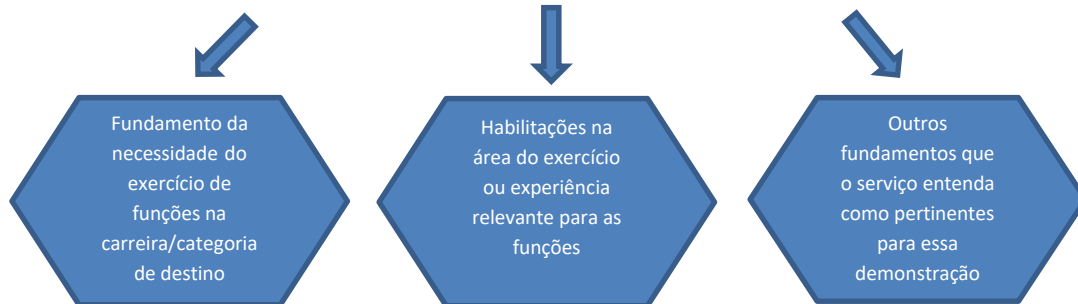 Fundamento da
necessidade do
exercício de
funções na
carreira/categoria
de destino
Habilitações na
área do exercício
ou experiência
relevante para as
funções
Outros
fundamentos que
o serviço entenda
como pertinentes
para essa
demonstração